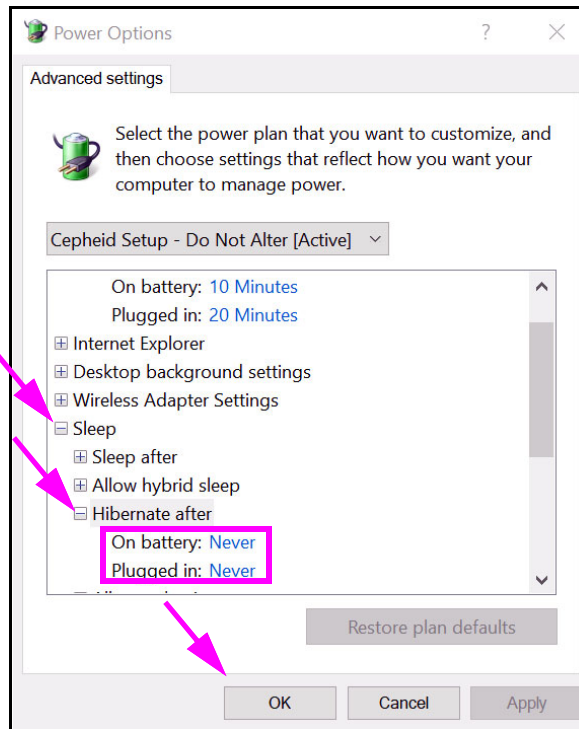 Power Options
?
Advanced settings
Select the power plan that you want to customize, and
then choose settings that reflect how you want your
computer to manage power.
Cepheid Setup - Do Not Alter [Active]
On battery: 10 Minutes
Plugged in: 20 Minutes
Internet Explorer
Desktop background settings
Wireless Adapter Settings
Sleep
Sleep after
Allow hybrid sleep
Hibernate after
On battery: Never
Plugged in: Never
Restore plan defaults
OK Cancel Apply